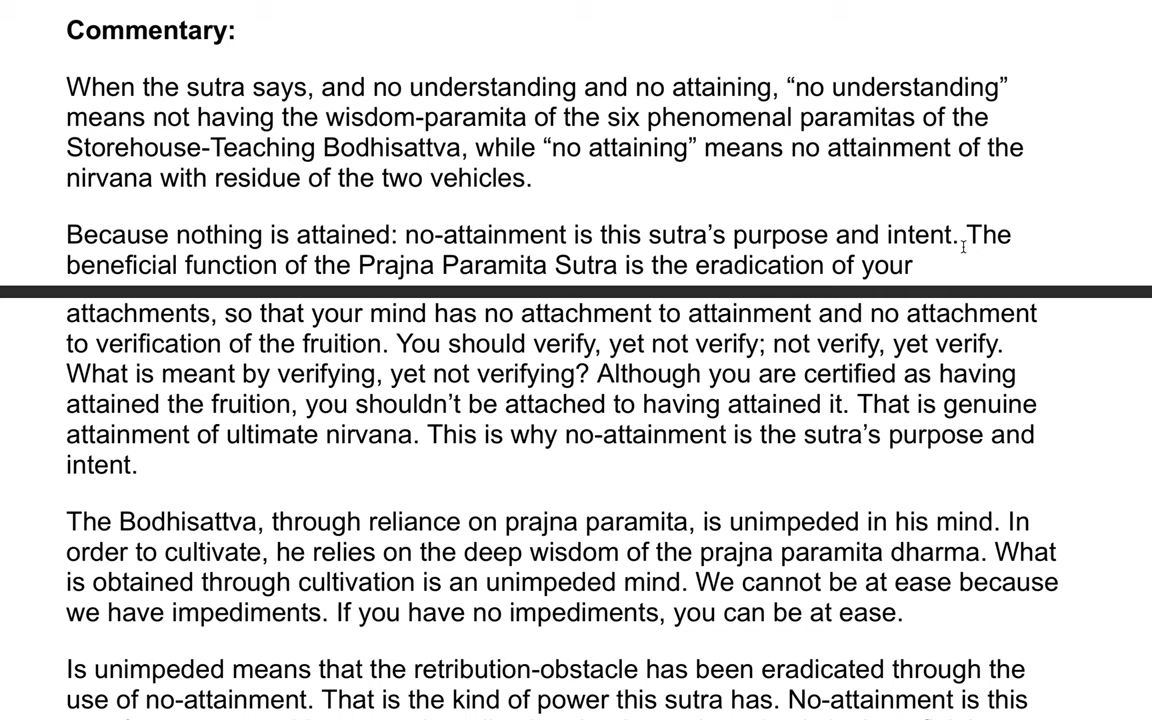 Commentary:
When the sutra says, and no understanding and no attaining, “no understanding”
means not having the wisdom-paramita of the six phenomenal paramitas of the
Storehouse-Teaching Bodhisattva, while “no attaining” means no attainment of the
nirvana with residue of the two vehicles.
Because nothing is attained: no-attainment is this sutra’s purpose and intent. The
beneficial function of the Prajna Paramita Sutra is the eradication of your
attachments, so that your mind has no attachment to attainment and no attachment
to verification of the fruition. You should verify, yet not verify; not verify, yet verify.
What is meant by verifying, yet not verifying? Although you are certified as having
attained the fruition, you shouldn’t be attached to having attained it. That is genuine
attainment of ultimate nirvana. This is why no-attainment is the sutra’s purpose and
intent.
The Bodhisattva, through reliance on prajna paramita, is unimpeded in his mind. In
order to cultivate, he relies on the deep wisdom of the prajna paramita dharma. What
is obtained through cultivation is an unimpeded mind. We cannot be at ease because
we have impediments. If you have no impediments, you can be at ease.
Is unimpeded means that the retribution-obstacle has been eradicated through the
use of no-attainment. That is the kind of power this sutra has. No-attainment is this